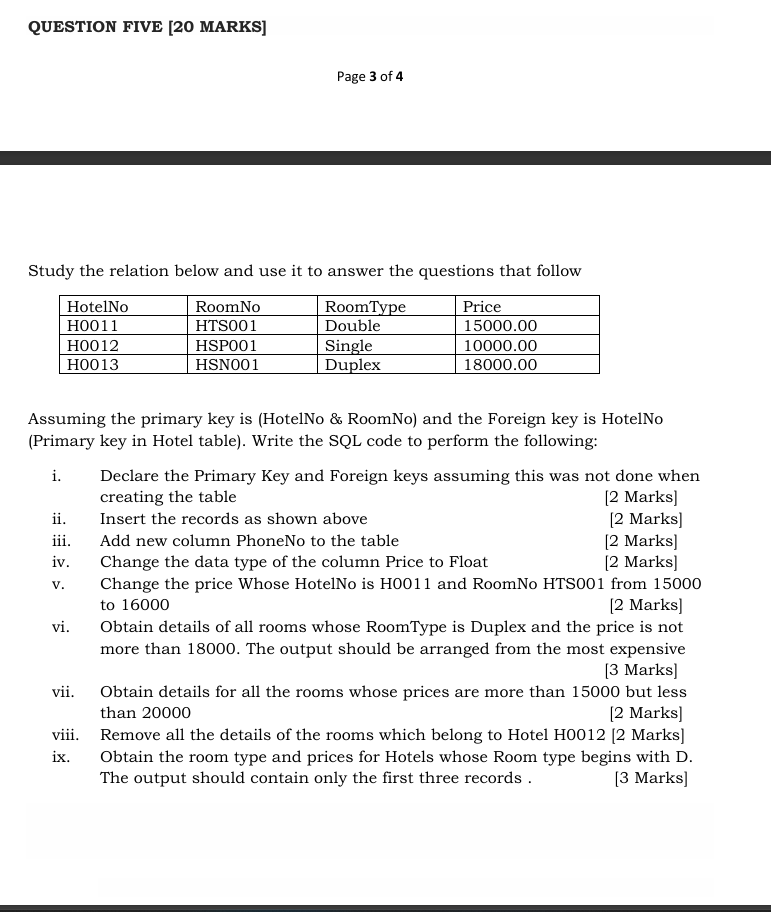 QUESTION FIVE [20 MARKS]
Page 3 of 4
Study the relation below and use it to answer the questions that follow
HotelNo RoomNo RoomType Price
H0011 HTS001 Double 15000.00
H0012 HSP001 Single 10000.00
H0013 HSN001 Duplex 18000.00
Assuming the primary key is (HotelNo & RoomNo) and the Foreign key is HotelNo
(Primary key in Hotel table). Write the SQL code to perform the following:
i. Declare the Primary Key and Foreign keys assuming this was not done when
creating the table [2 Marks]
ii. Insert the records as shown above [2 Marks]
iii. Add new column PhoneNo to the table [2 Marks]
iv. Change the data type of the column Price to Float [2 Marks]
v. Change the price Whose HotelNo is H0011 and RoomNo HTS001 from 15000
to 16000 [2 Marks]
vi. Obtain details of all rooms whose RoomType is Duplex and the price is not
more than 18000. The output should be arranged from the most expensive
[3 Marks]
vii. Obtain details for all the rooms whose prices are more than 15000 but less
than 20000 [2 Marks]
viii. Remove all the details of the rooms which belong to Hotel H0012 [2 Marks]
ix. Obtain the room type and prices for Hotels whose Room type begins with D.
The output should contain only the first three records . [3 Marks]